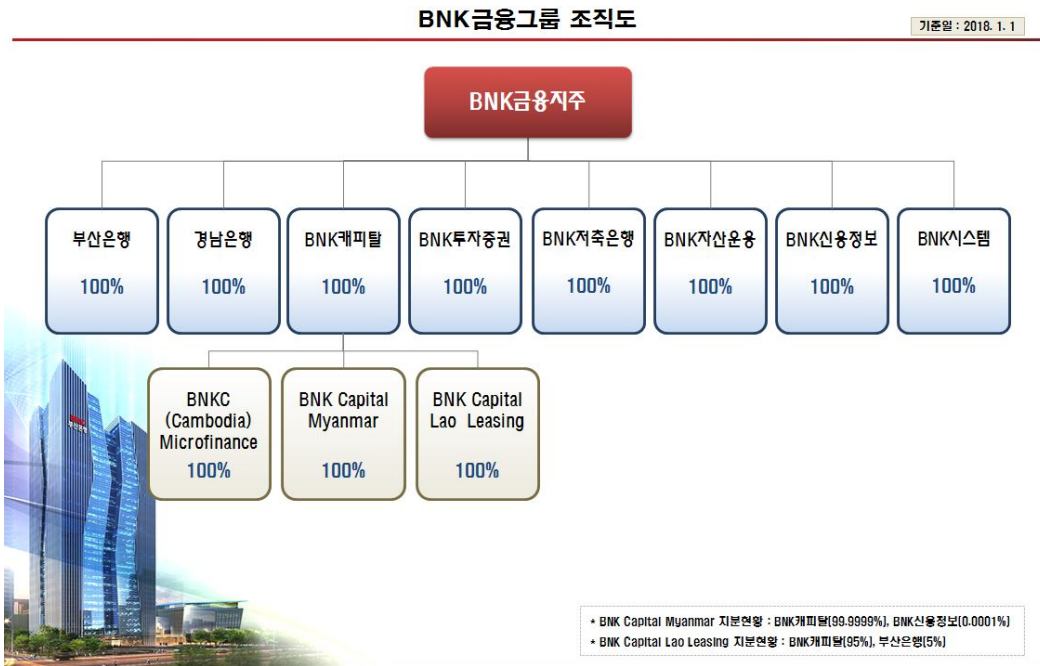 BNK금융그룹 조직도
기준일 : 2018. 1. 1
BNK금융지주
부산은행
100%
경남은행
100%
BNK캐피탈
100%
BNK투자증권
100%
BNK저축은행
100%
BNK자산운용
100%
BNK신용정보
100%
BNK시스템
100%
BNKC
(Cambodia)
Microfinance
100%
BNK Capital
Myanmar
100%
BNK Capital
Lao Leasing
100%
* BNK Capital Myanmar 지분현황 : BNK캐피탈(99.9999%), BNK신용정보(0.0001%)
* BNK Capital Lao Leasing 지분현황 : BNK캐피탈(95%), 부산은행(5%)